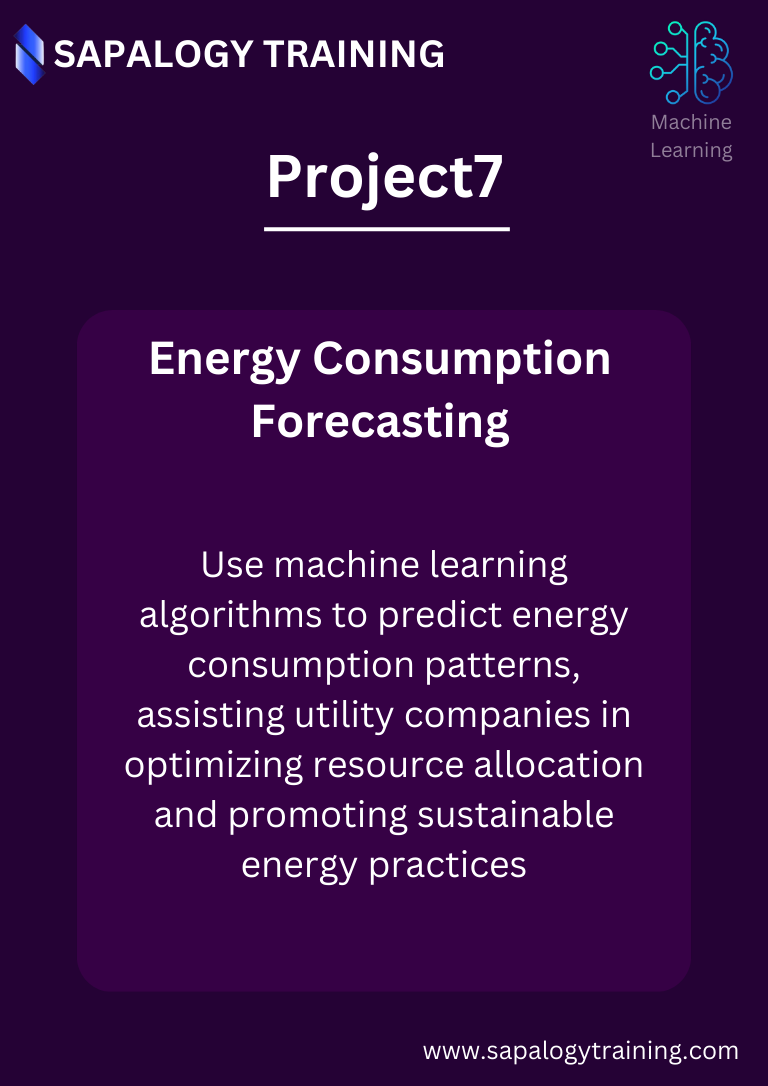 SAPALOGY TRAINING
Machine
Learning
Project7
Energy Consumption
Forecasting
Use machine learning
algorithms to predict energy
consumption patterns,
assisting utility companies in
optimizing resource allocation
and promoting sustainable
energy practices
www.sapalogytraining.com